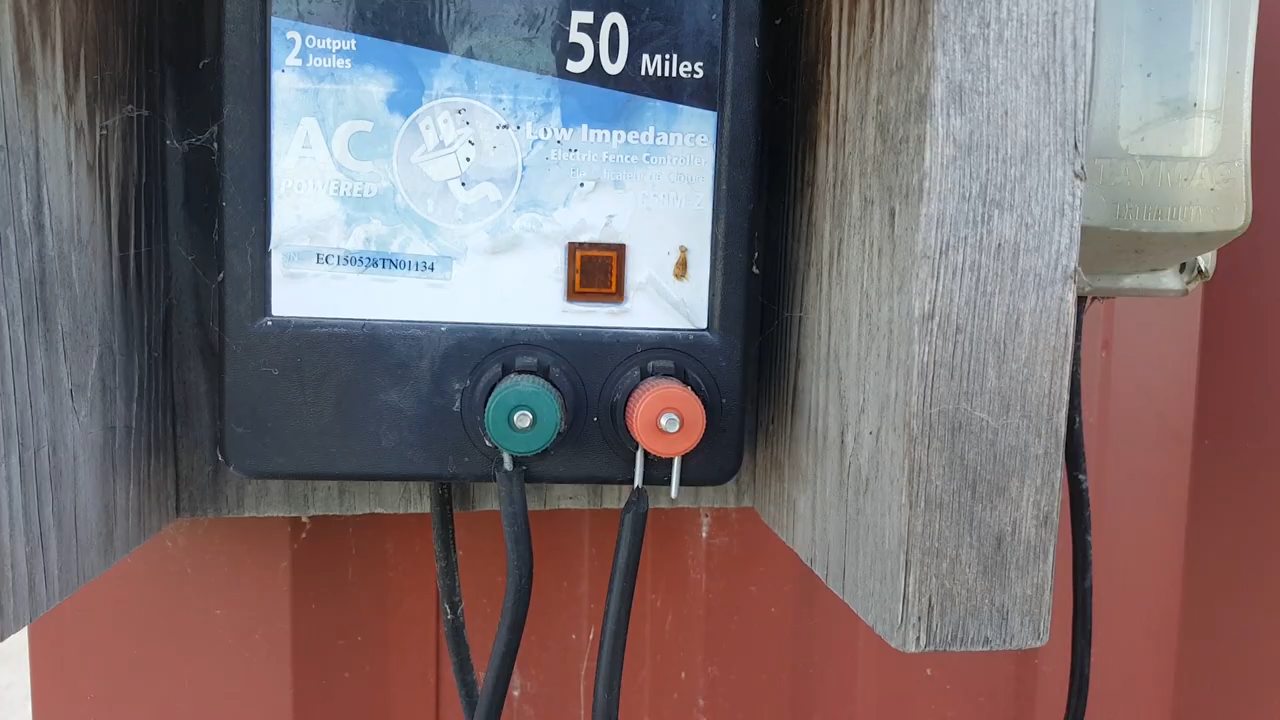 2 Output
Joules
50 Miles
AC
POWERED
Low Impedance
Electric Fence Controller
EC150528TN01134